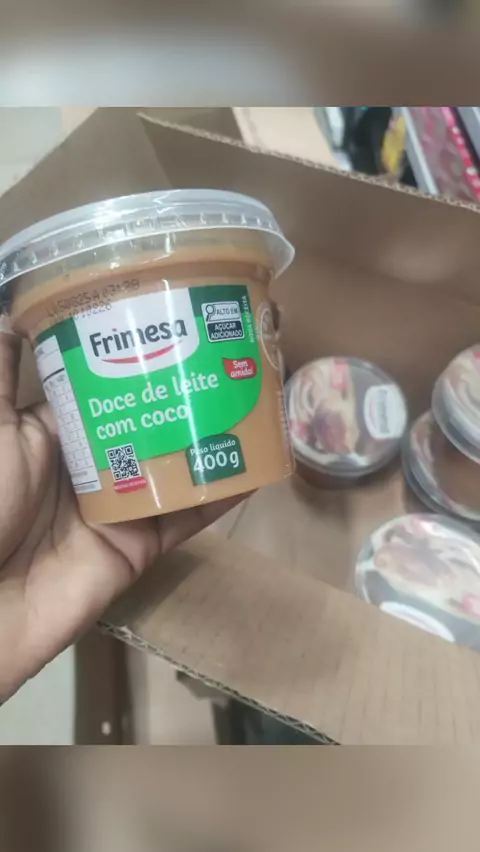 Frimesa
ALTO EM
AÇÚCAR
ADICIONADO
Sem
amido!
Doce de leite
com coco
Peso líquido
400g